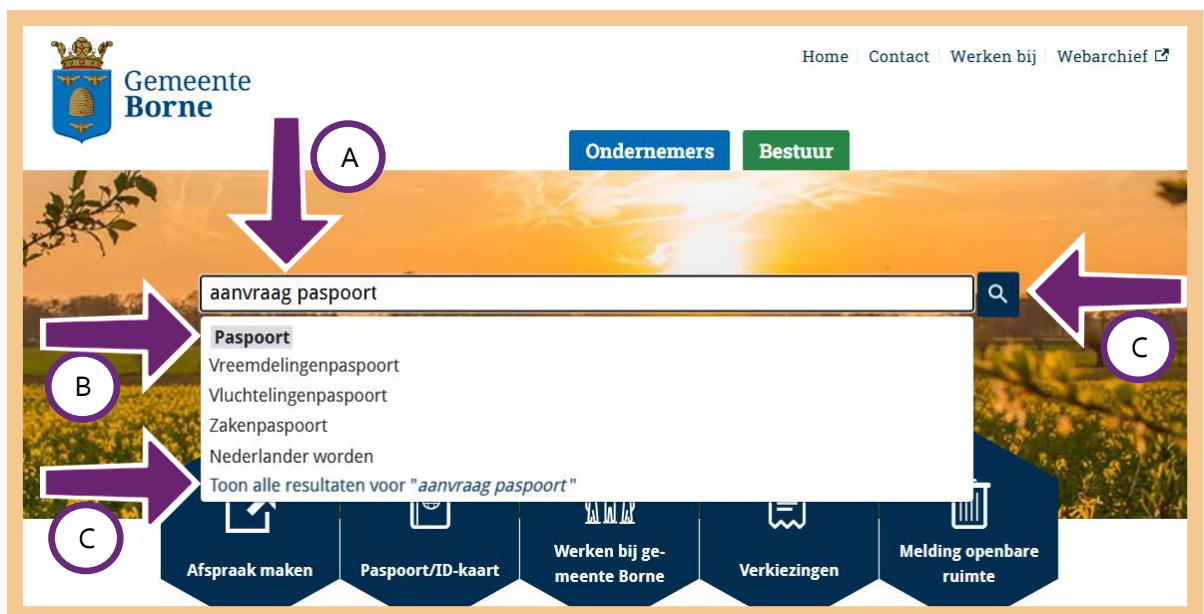 Gemeente
Borne
Home
Contact
Werken bij
Webarchief
A
Ondernemers
Bestuur
aanvraag paspoort
C
B
Paspoort
Vreemdelingenpaspoort
Vluchtelingenpaspoort
Zakenpaspoort
Nederlander worden
Toon alle resultaten voor "aanvraag paspoort"
C
Afspraak maken
Paspoort/ID-kaart
Werken bij ge-
meente Borne
Verkiezingen
Melding openbare
ruimte